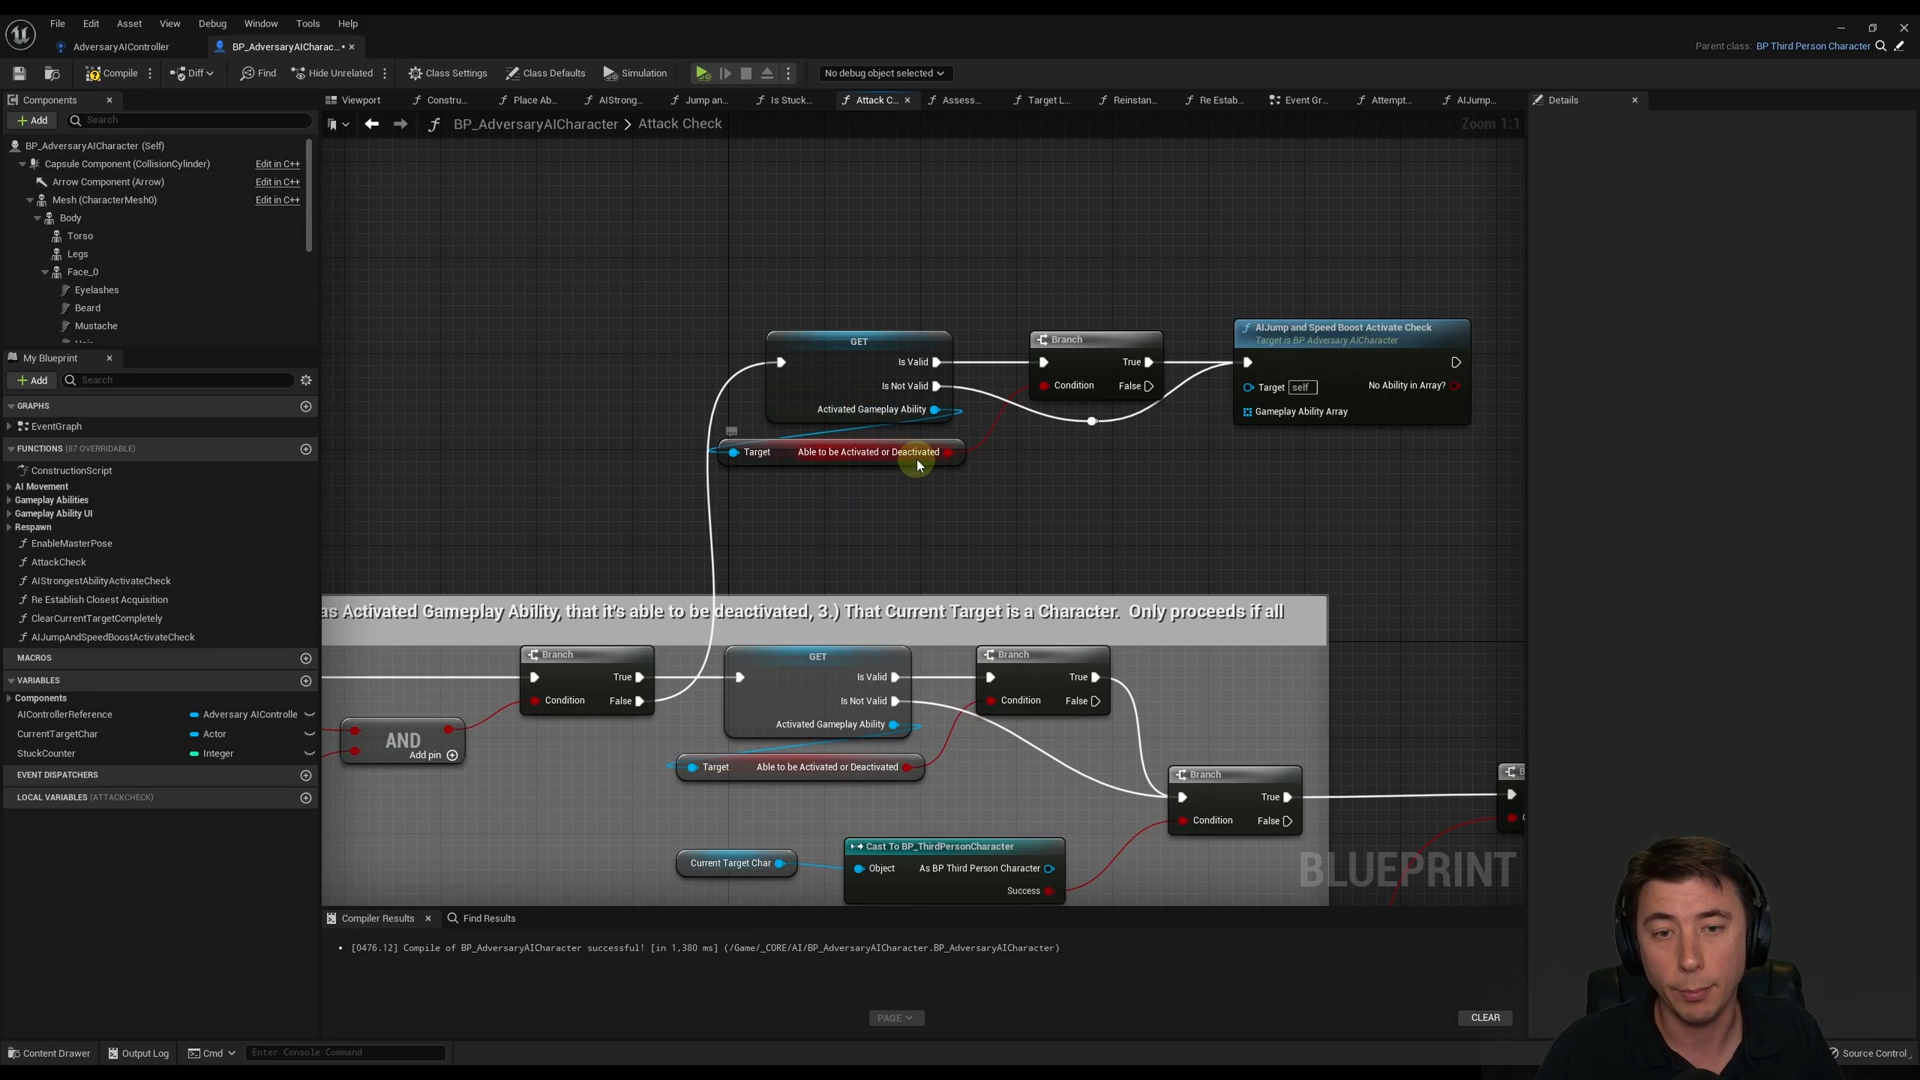 File Edit Asset View Debug Window Tools Help
AdversaryAIController
BP_AdversaryAICharac...•
Parent class: BP Third Person Character
Compile
Diff
Find
Hide Unrelated
Class Settings
Class Defaults
Simulation
No debug object selected
Components
Viewport
Constru...
Place Ab...
AIStrong...
Jump an...
Is Stuck...
Attack C...
Assess...
Target L...
Reinstan...
Re Estab...
Event Gr...
Attempt...
AIJump...
Details
+ Add
Search
BP_AdversaryAICharacter > Attack Check
Zoom 1:1
BP_AdversaryAICharacter (Self)
Capsule Component (CollisionCylinder) Edit in C++
Arrow Component (Arrow) Edit in C++
Mesh (CharacterMesh0) Edit in C++
Body
Torso
Legs
Face_0
Eyelashes
Beard
Mustache
My Blueprint
+ Add
Search
GRAPHS
EventGraph
FUNCTIONS (87 OVERRIDABLE)
ConstructionScript
AI Movement
Gameplay Abilities
Gameplay Ability UI
Respawn
EnableMasterPose
AttackCheck
AIStrongestAbilityActivateCheck
Re Establish Closest Acquisition
ClearCurrentTargetCompletely
AIJumpAndSpeedBoostActivateCheck
MACROS
VARIABLES
Components
AIControllerReference Adversary AIControlle
CurrentTargetChar Actor
StuckCounter Integer
EVENT DISPATCHERS
LOCAL VARIABLES (ATTACKCHECK)
GET
Is Valid
Is Not Valid
Activated Gameplay Ability
Target Able to be Activated or Deactivated
Branch
True
Condition False
AIJump and Speed Boost Activate Check
Target is BP Adversary AICharacter
Target self No Ability in Array?
Gameplay Ability Array
as Activated Gameplay Ability, that it's able to be deactivated, 3.) That Current Target is a Character. Only proceeds if all
Branch
True
Condition False
AND
Add pin
GET
Is Valid
Is Not Valid
Activated Gameplay Ability
Target Able to be Activated or Deactivated
Branch
True
Condition False
Branch
True
Condition False
Current Target Char
Cast To BP_ThirdPersonCharacter
Object As BP Third Person Character
Success
BLUEPRINT
Compiler Results
Find Results
[0476.12] Compile of BP_AdversaryAICharacter successful! [in 1,380 ms] (/Game/_CORE/AI/BP_AdversaryAICharacter.BP_AdversaryAICharacter)
PAGE
CLEAR
Content Drawer
Output Log
Cmd
Enter Console Command
Source Control